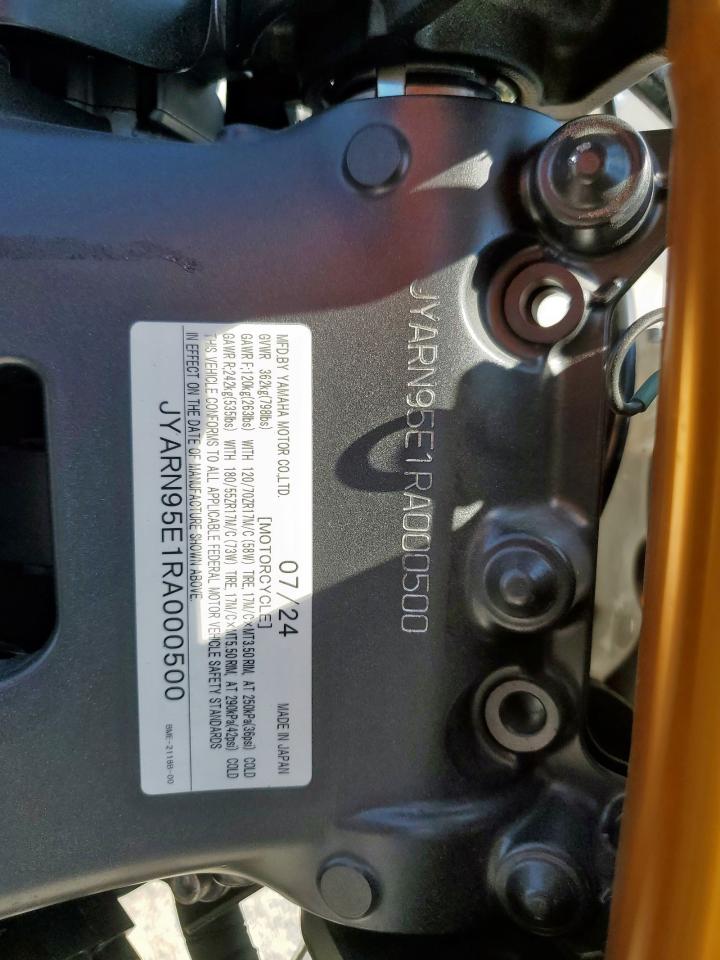 JYARN95E1RA000500
MFD.BY YAMAHA MOTOR CO.,LTD. 07/24 MADE IN JAPAN
GVWR 362kg(798lbs) [MOTORCYCLE]
GAWR F;120kg(263lbs) WITH 120/70ZR17M/C (58W) TIRE, 17M/C×MT3.50 RIM, AT 250kPa(36psi) COLD
GAWR R;242kg(535lbs) WITH 180/55ZR17M/C (73W) TIRE, 17M/C×MT5.50 RIM, AT 290kPa(42psi) COLD
THIS VEHICLE CONFORMS TO ALL APPLICABLE FEDERAL MOTOR VEHICLE SAFETY STANDARDS
IN EFFECT ON THE DATE OF MANUFACTURE SHOWN ABOVE.
JYARN95E1RA000500 BME-2118B-00